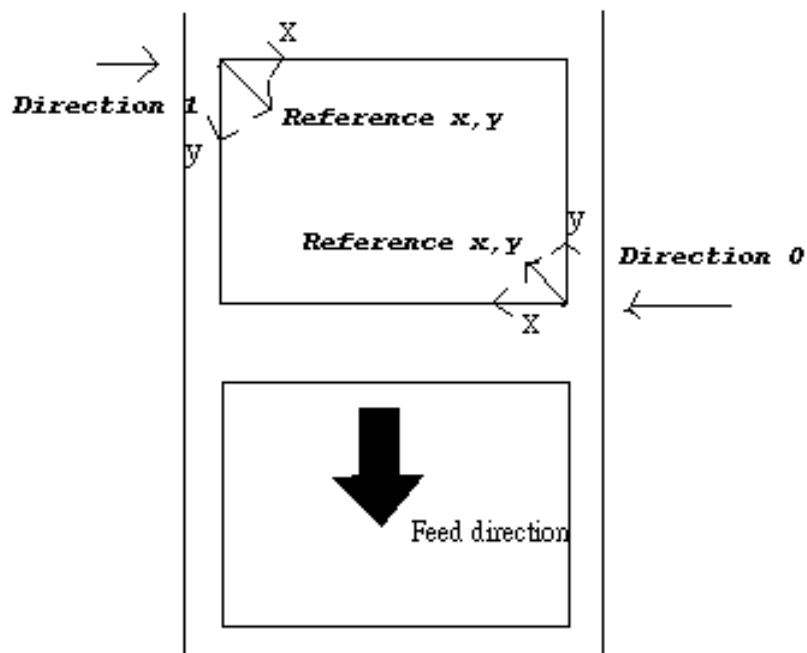 X
Direction 1
Reference x,y
y
Reference x,y
y
Direction 0
X
Feed direction